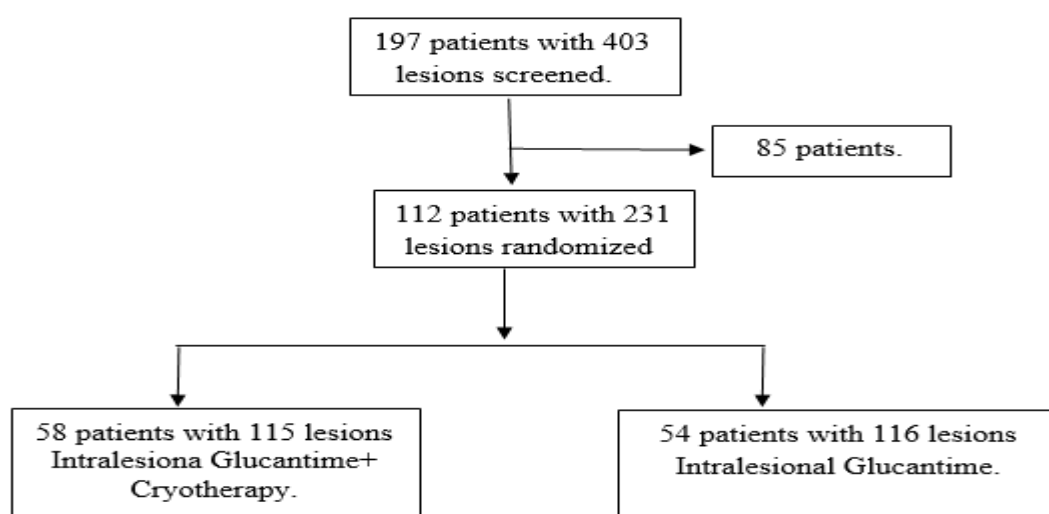 197 patients with 403
lesions screened.
85 patients.
112 patients with 231
lesions randomized
58 patients with 115 lesions
Intralesiona Glucantime+
Cryotherapy.
54 patients with 116 lesions
Intralesional Glucantime.